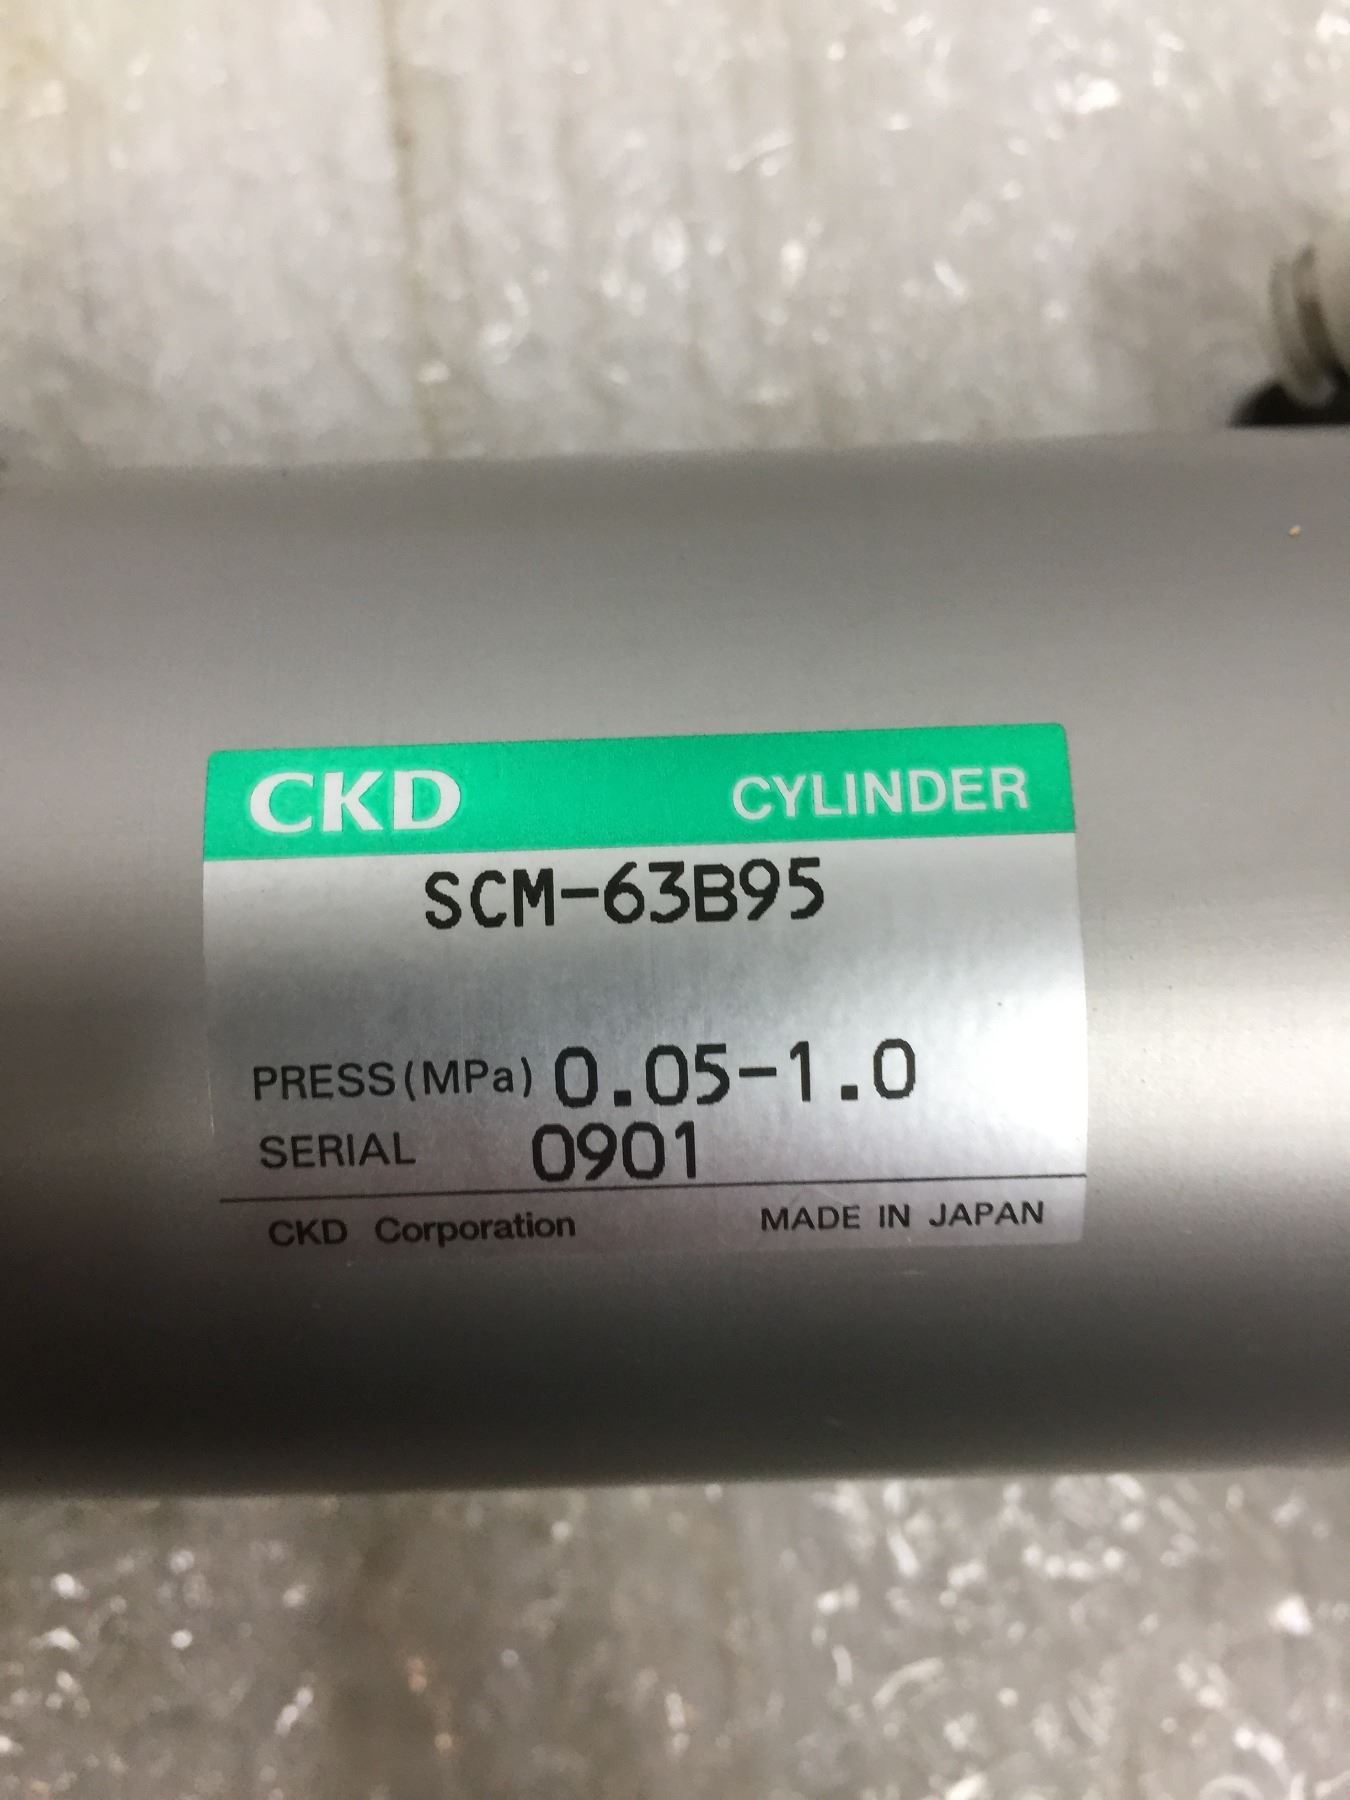 CKD CYLINDER
SCM-63B95
PRESS(MPa) 0.05-1.0
SERIAL 0901
CKD Corporation MADE IN JAPAN